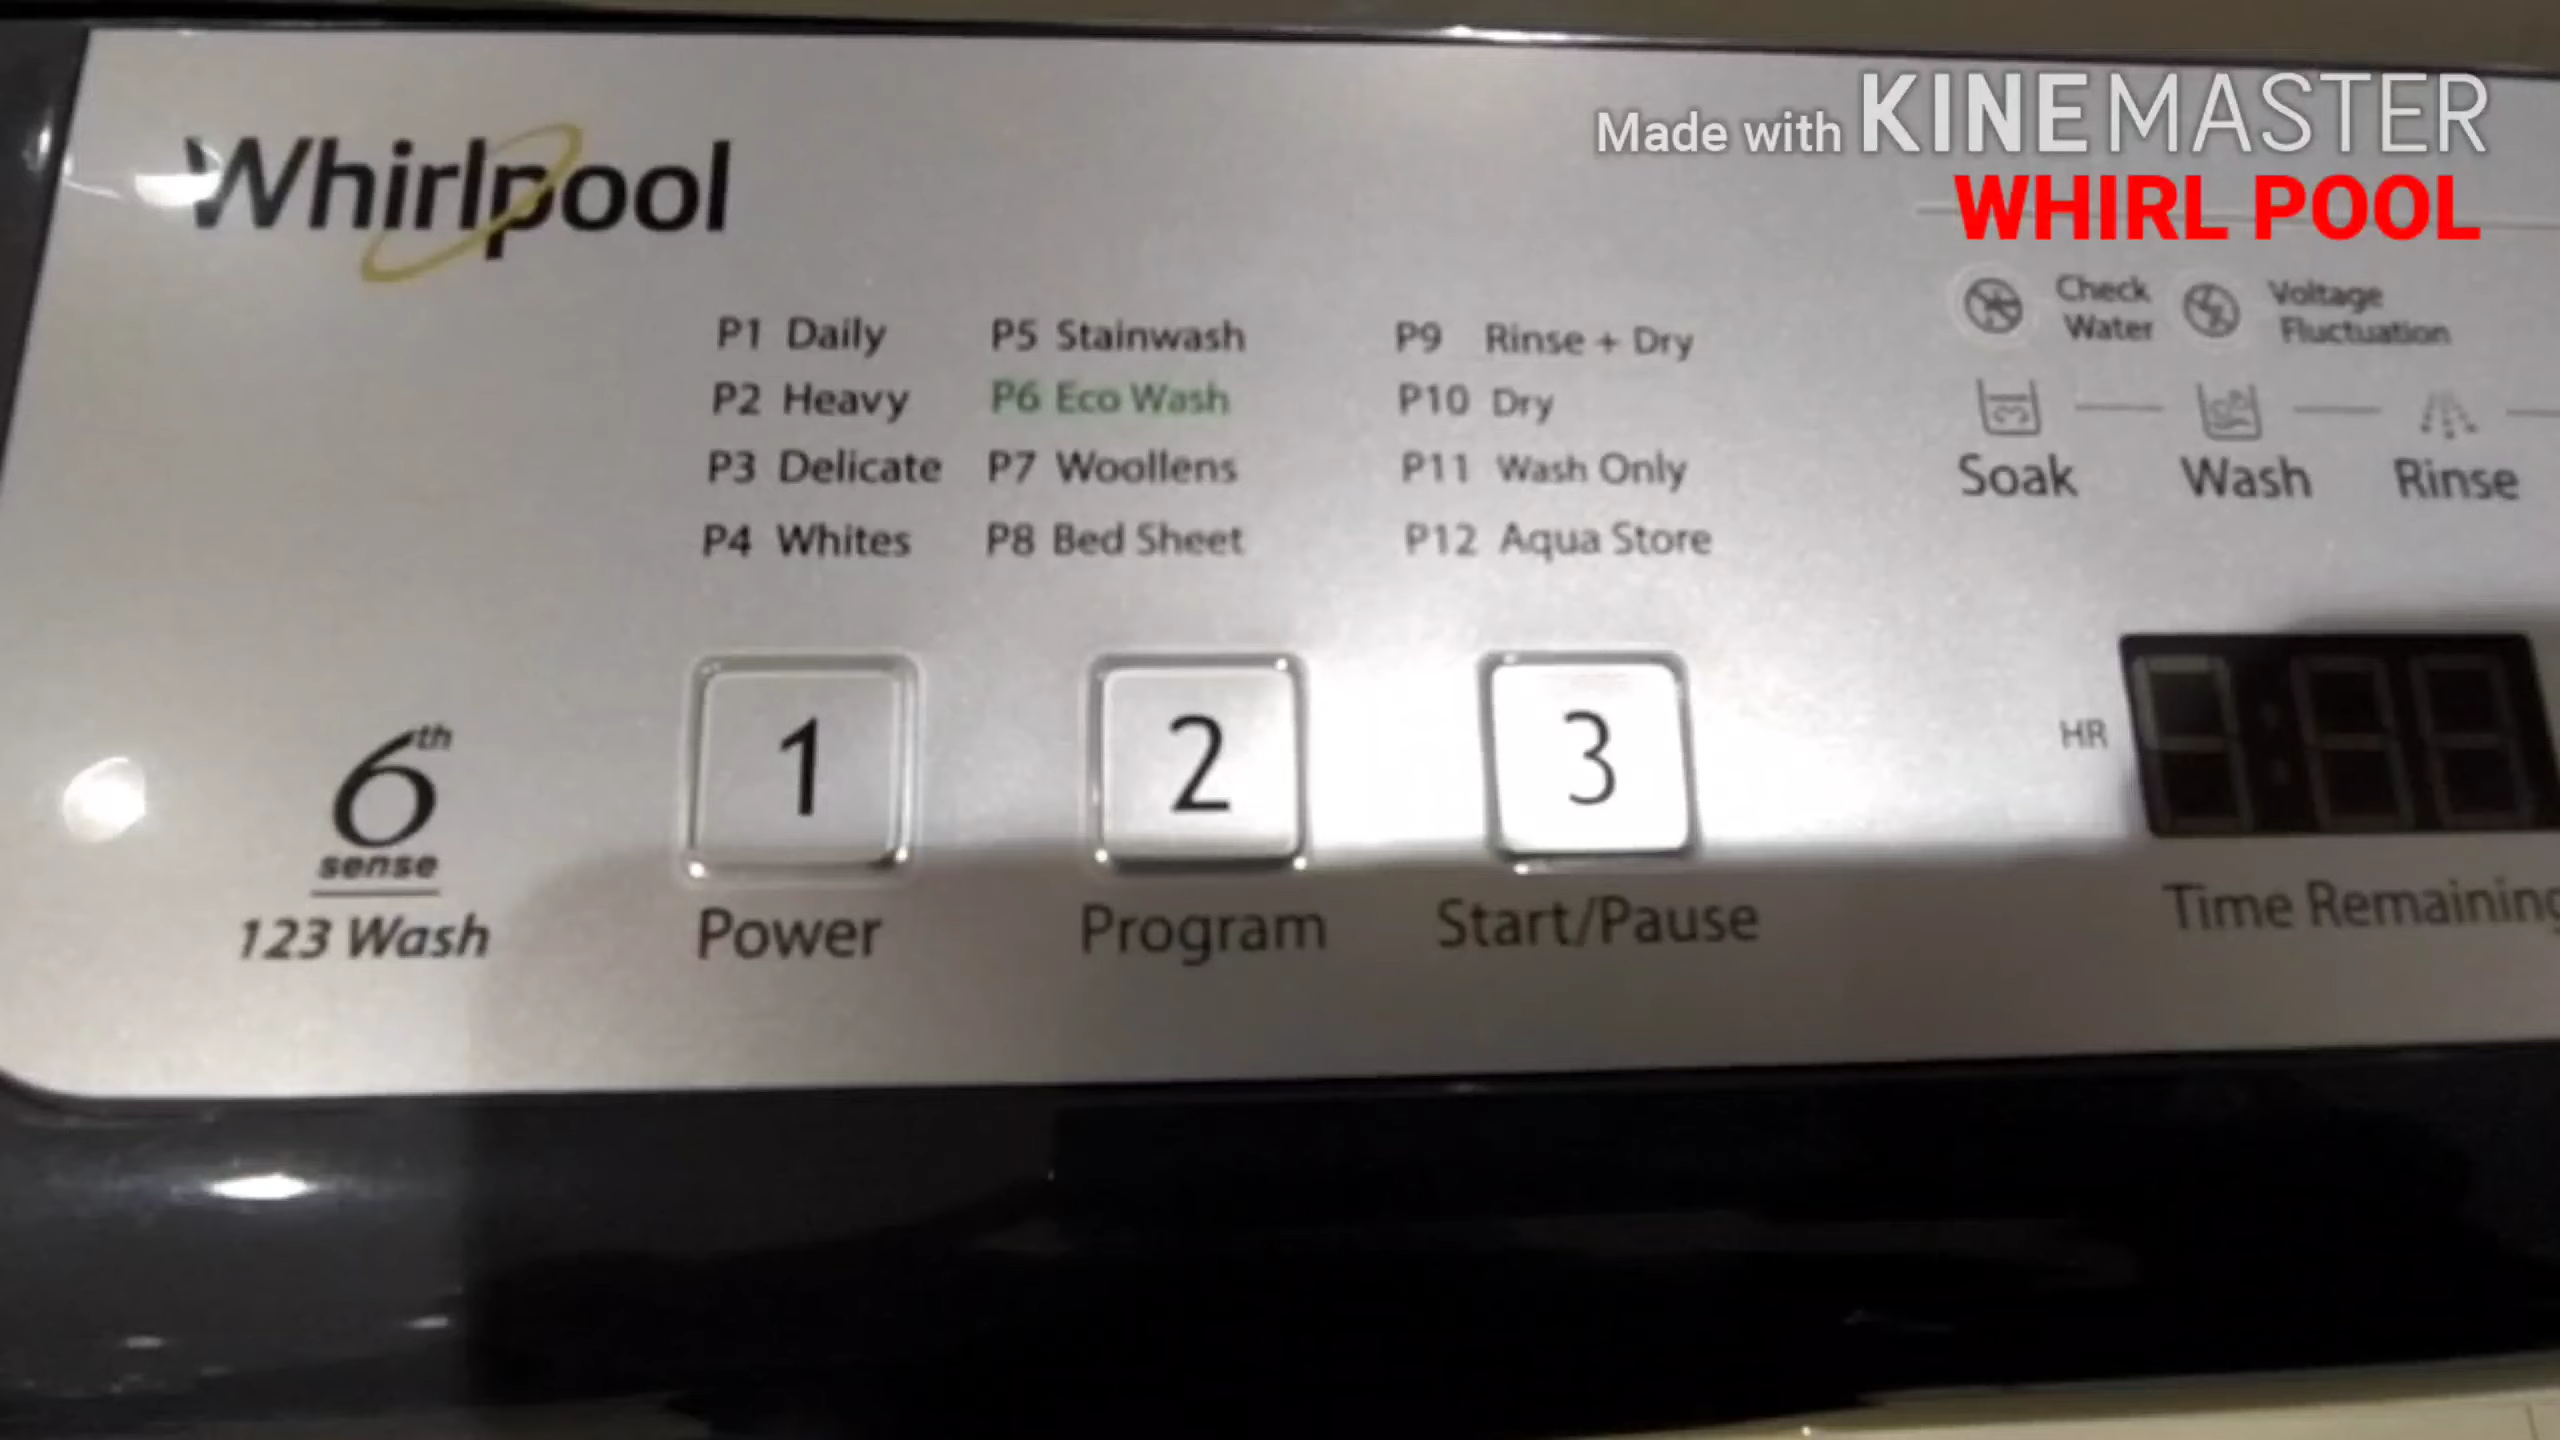 Made with KINEMASTER
WHIRL POOL
Whirlpool
P1 Daily P5 Stainwash P9 Rinse + Dry
P2 Heavy P6 Eco Wash P10 Dry
P3 Delicate P7 Woollens P11 Wash Only
P4 Whites P8 Bed Sheet P12 Aqua Store
Check Water
Voltage Fluctuation
Soak Wash Rinse
6th sense
123 Wash
1 2 3
Power Program Start/Pause
HR
Time Remaining